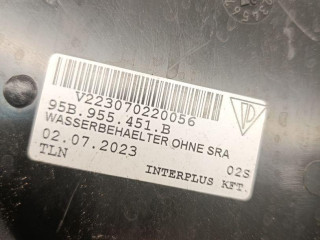 V223070220056
95B.955.451.B
WASSERBEHAELTER OHNE SRA
02.07.2023 02S
TLN INTERPLUS KFT.